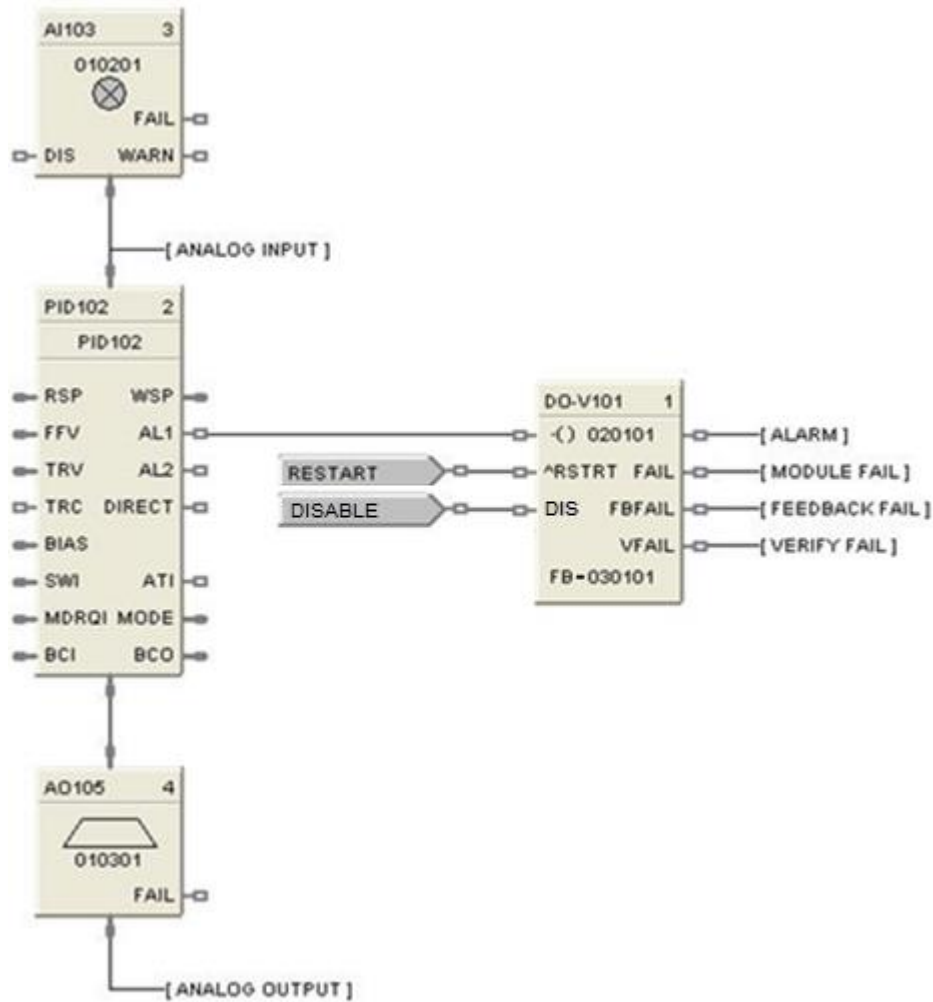 AI103 3
010201
FAIL
DIS WARN
[ ANALOG INPUT ]
PID102 2
PID102
RSP WSP
FFV AL1
TRV AL2
TRC DIRECT
BIAS
SWI ATI
MDRQI MODE
BCI BCO
RESTART
DISABLE
DO-V101 1
-() 020101
^RSTRT FAIL
DIS FBFAIL
VFAIL
FB-030101
[ ALARM ]
[ MODULE FAIL ]
[ FEEDBACK FAIL ]
[ VERIFY FAIL ]
AO105 4
010301
FAIL
[ ANALOG OUTPUT ]